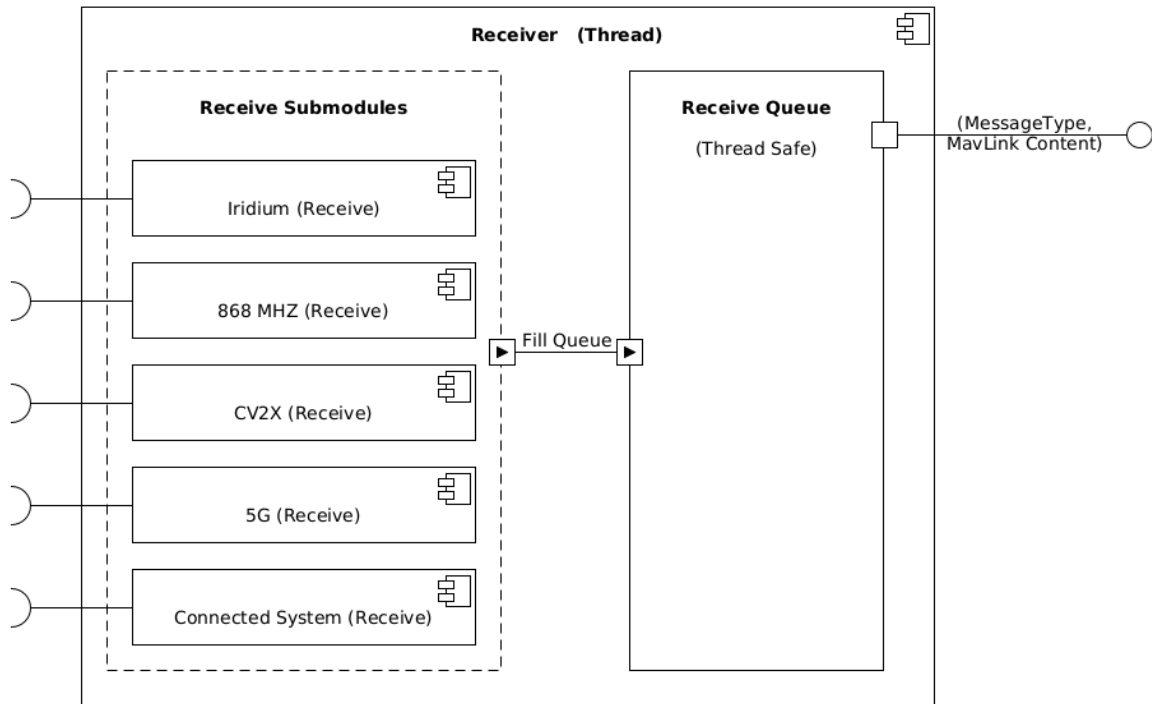 Receiver (Thread)
Receive Submodules
Iridium (Receive)
868 MHZ (Receive)
CV2X (Receive)
5G (Receive)
Connected System (Receive)
Fill Queue
Receive Queue
(Thread Safe)
(MessageType,
MavLink Content)